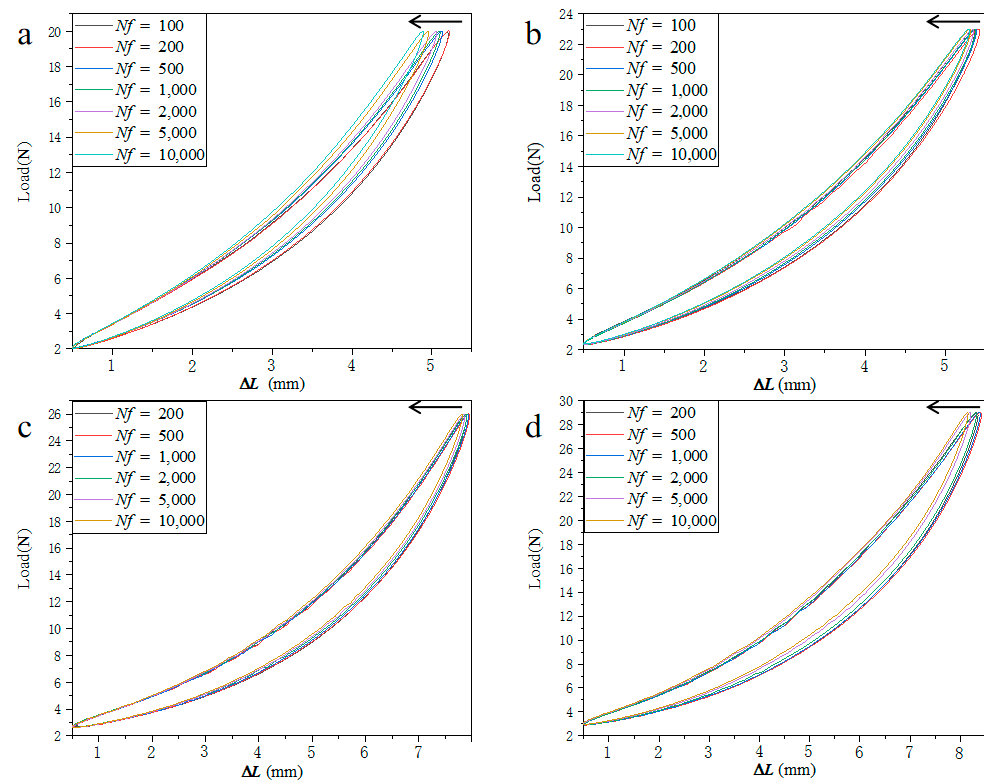 a
Nf = 100
Nf = 200
Nf = 500
Nf = 1,000
Nf = 2,000
Nf = 5,000
Nf = 10,000
20
18
16
14
12
10
8
6
4
2
Load(N)
1 2 3 4 5
ΔL (mm)
b
Nf = 100
Nf = 200
Nf = 500
Nf = 1,000
Nf = 2,000
Nf = 5,000
Nf = 10,000
24
22
20
18
16
14
12
10
8
6
4
2
Load(N)
1 2 3 4 5
ΔL (mm)
c
Nf = 200
Nf = 500
Nf = 1,000
Nf = 2,000
Nf = 5,000
Nf = 10,000
26
24
22
20
18
16
14
12
10
8
6
4
2
Load(N)
1 2 3 4 5 6 7
ΔL (mm)
d
Nf = 200
Nf = 500
Nf = 1,000
Nf = 2,000
Nf = 5,000
Nf = 10,000
30
28
26
24
22
20
18
16
14
12
10
8
6
4
2
Load(N)
1 2 3 4 5 6 7 8
ΔL (mm)